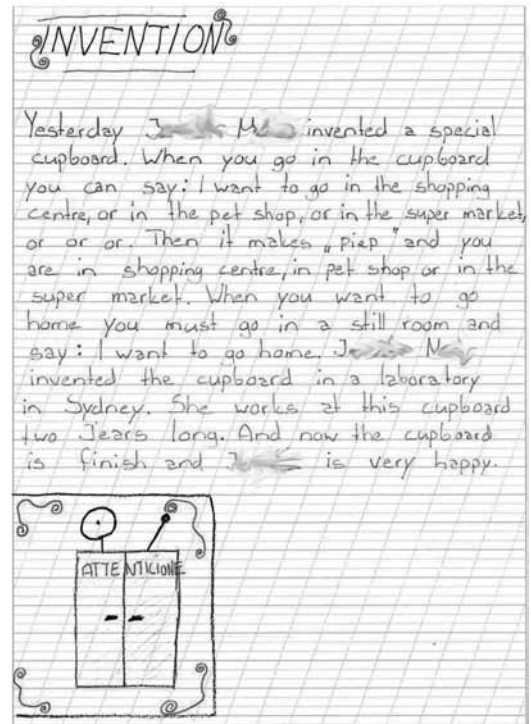 INVENTION
Yesterday J M invented a special
cupboard. When you go in the cupboard
you can say: I want to go in the shopping
centre, or in the pet shop, or in the super market,
or or or. Then it makes „piep" and you
are in shopping centre, in pet shop or in the
super market. When you want to go
home you must go in a still room and
say: I want to go home. J M
invented the cupboard in a laboratory
in Sydney. She works at this cupboard
two Jears long. And now the cupboard
is finish and J is very happy.
ATTENTICIONE